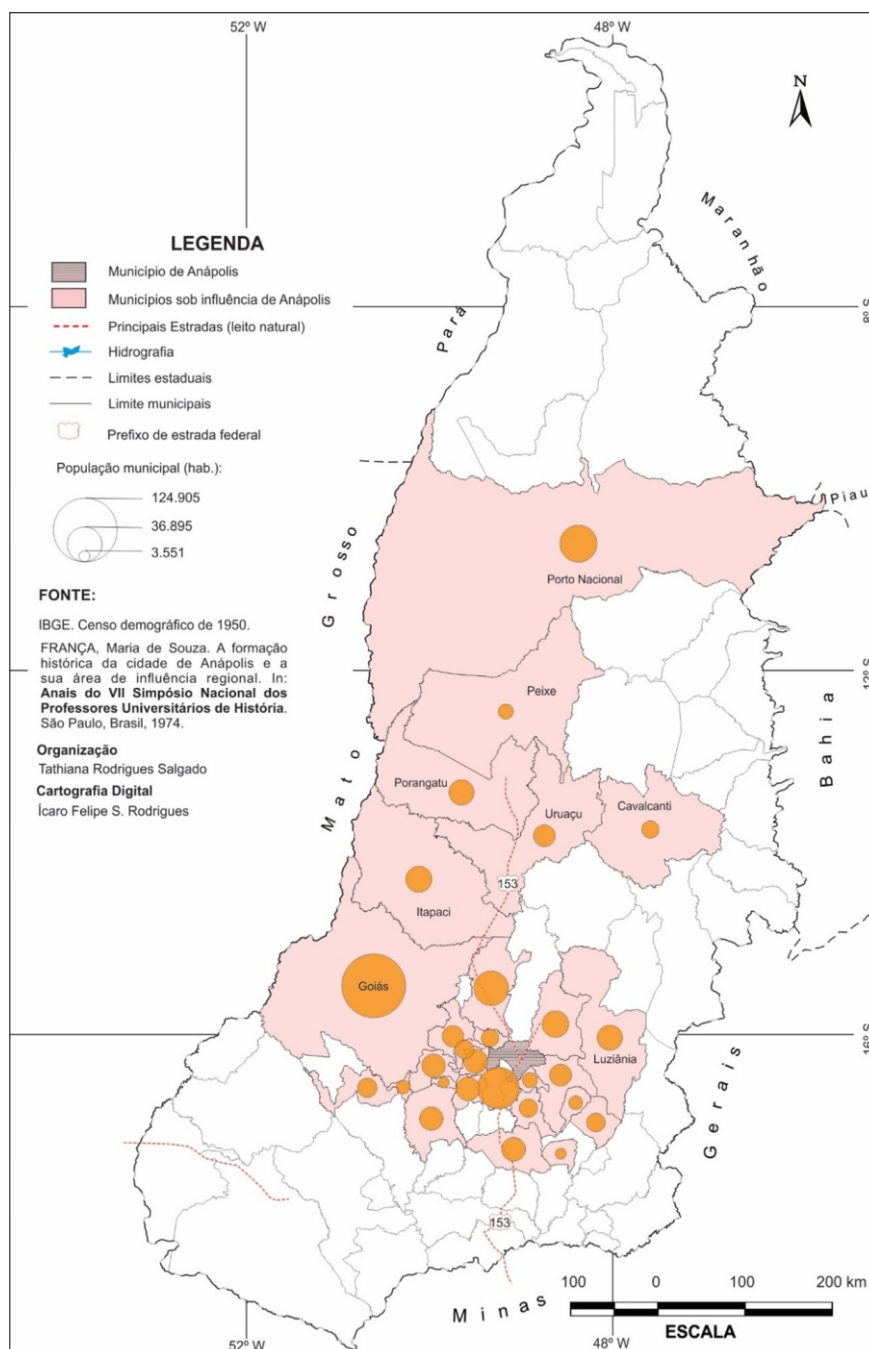 52º W
48º W
N
Maranhão
LEGENDA
Município de Anápolis
Municípios sob influência de Anápolis
Principais Estradas (leito natural)
Hidrografia
Limites estaduais
Limite municipais
Prefixo de estrada federal
População municipal (hab.):
124.905
36.895
3.551
8º S
Pará
Piau
Grosso
Porto Nacional
FONTE:
IBGE. Censo demográfico de 1950.
FRANÇA, Maria de Souza. A formação
histórica da cidade de Anápolis e a
sua área de influência regional. In:
Anais do VII Simpósio Nacional dos
Professores Universitários de História.
São Paulo, Brasil, 1974.
Organização
Tathiana Rodrigues Salgado
Cartografia Digital
Ícaro Felipe S. Rodrigues
12º S
Peixe
Bahia
Mato
Porangatu
Uruaçu
Cavalcanti
153
Itapaci
Goiás
16º S
Luziânia
Gerais
153
Minas
100 0 100 200 km
ESCALA
52º W
48º W